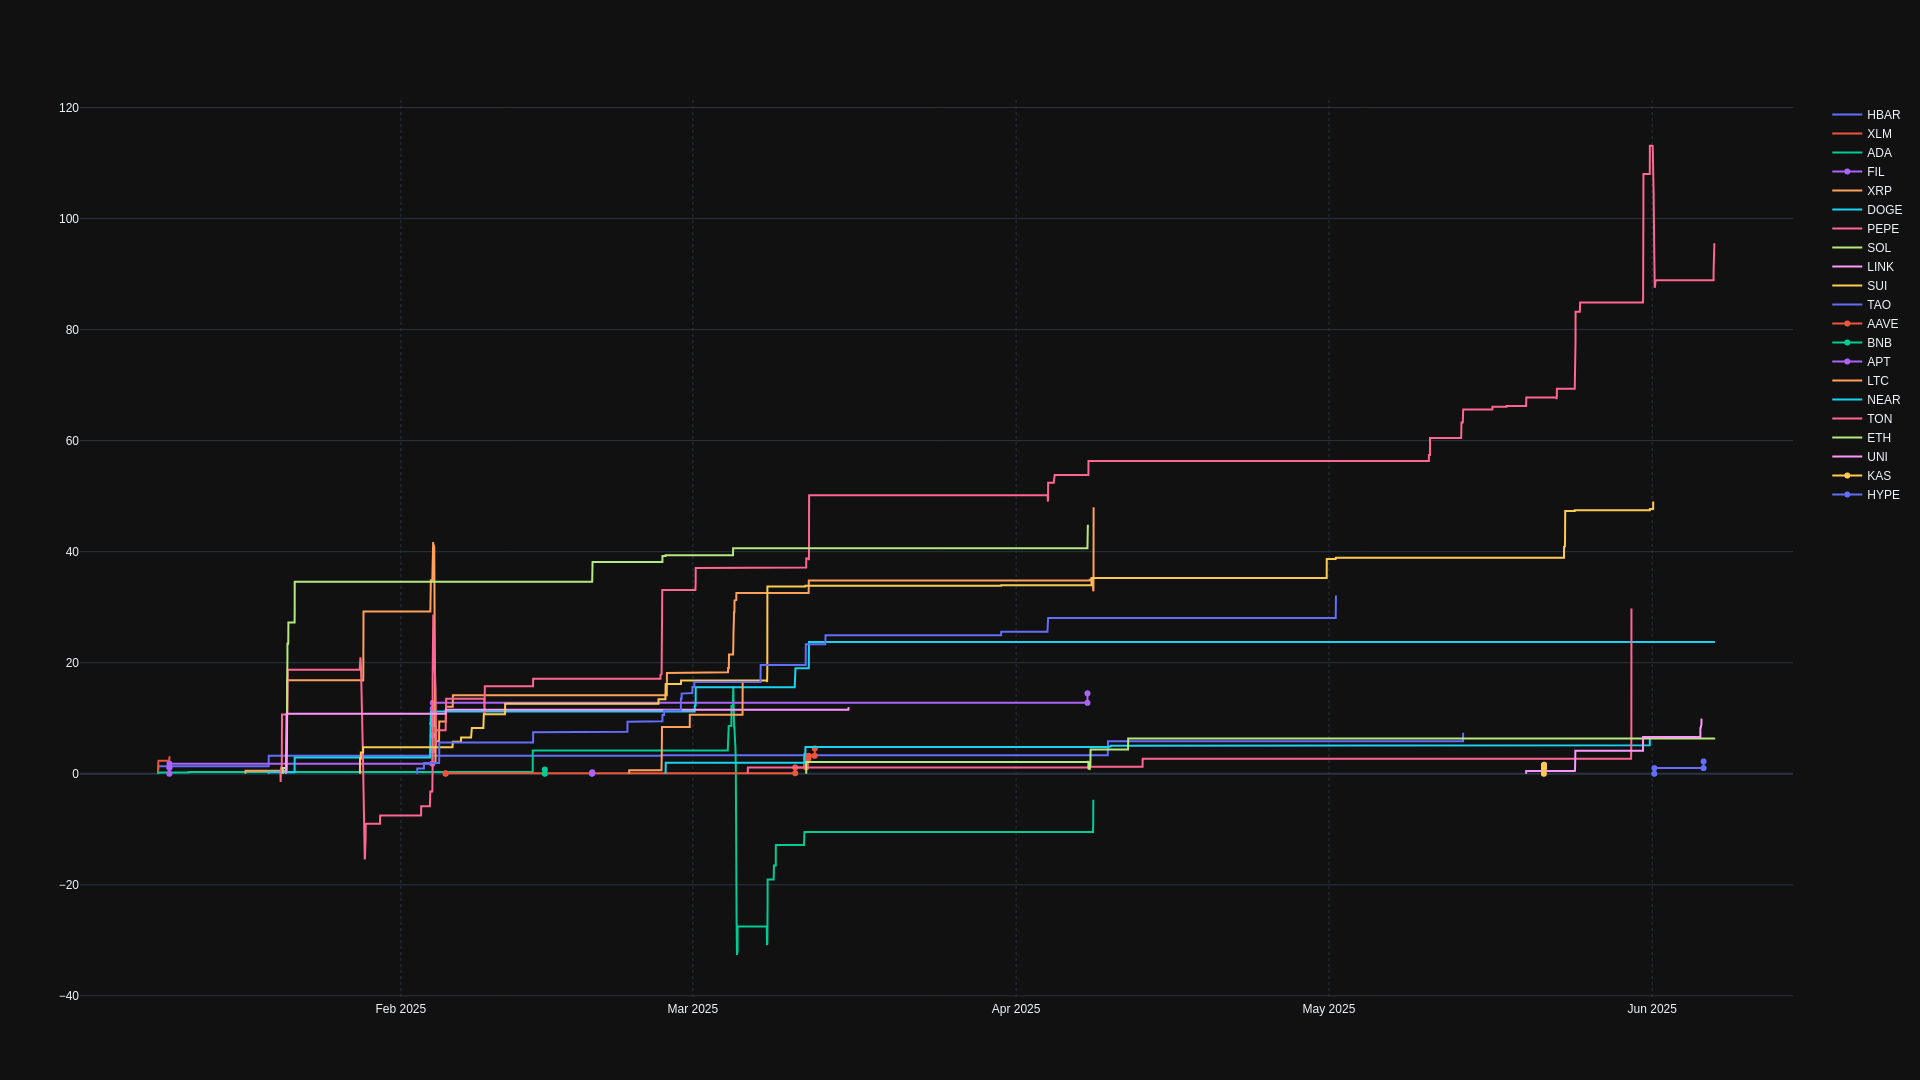 120
100
80
60
40
20
0
−20
−40
Feb 2025
Mar 2025
Apr 2025
May 2025
Jun 2025
HBAR
XLM
ADA
FIL
XRP
DOGE
PEPE
SOL
LINK
SUI
TAO
AAVE
BNB
APT
LTC
NEAR
TON
ETH
UNI
KAS
HYPE